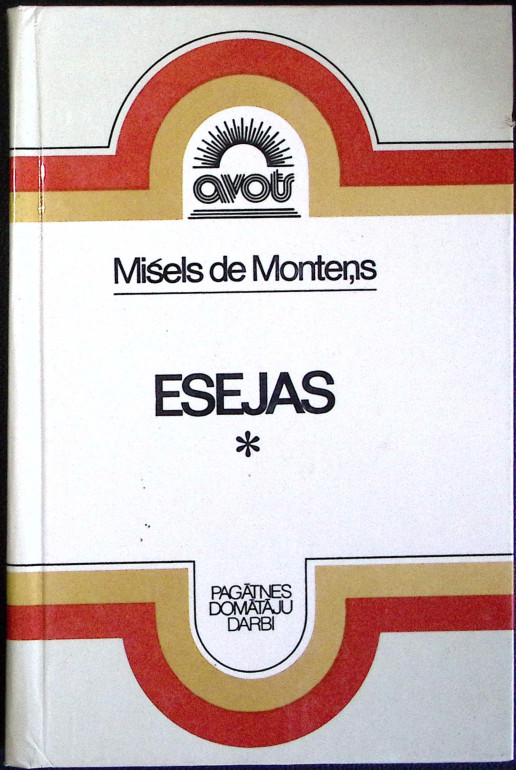 avots
Mišels de Monteņs
ESEJAS
*
PAGĀTNES
DOMĀTĀJU
DARBI